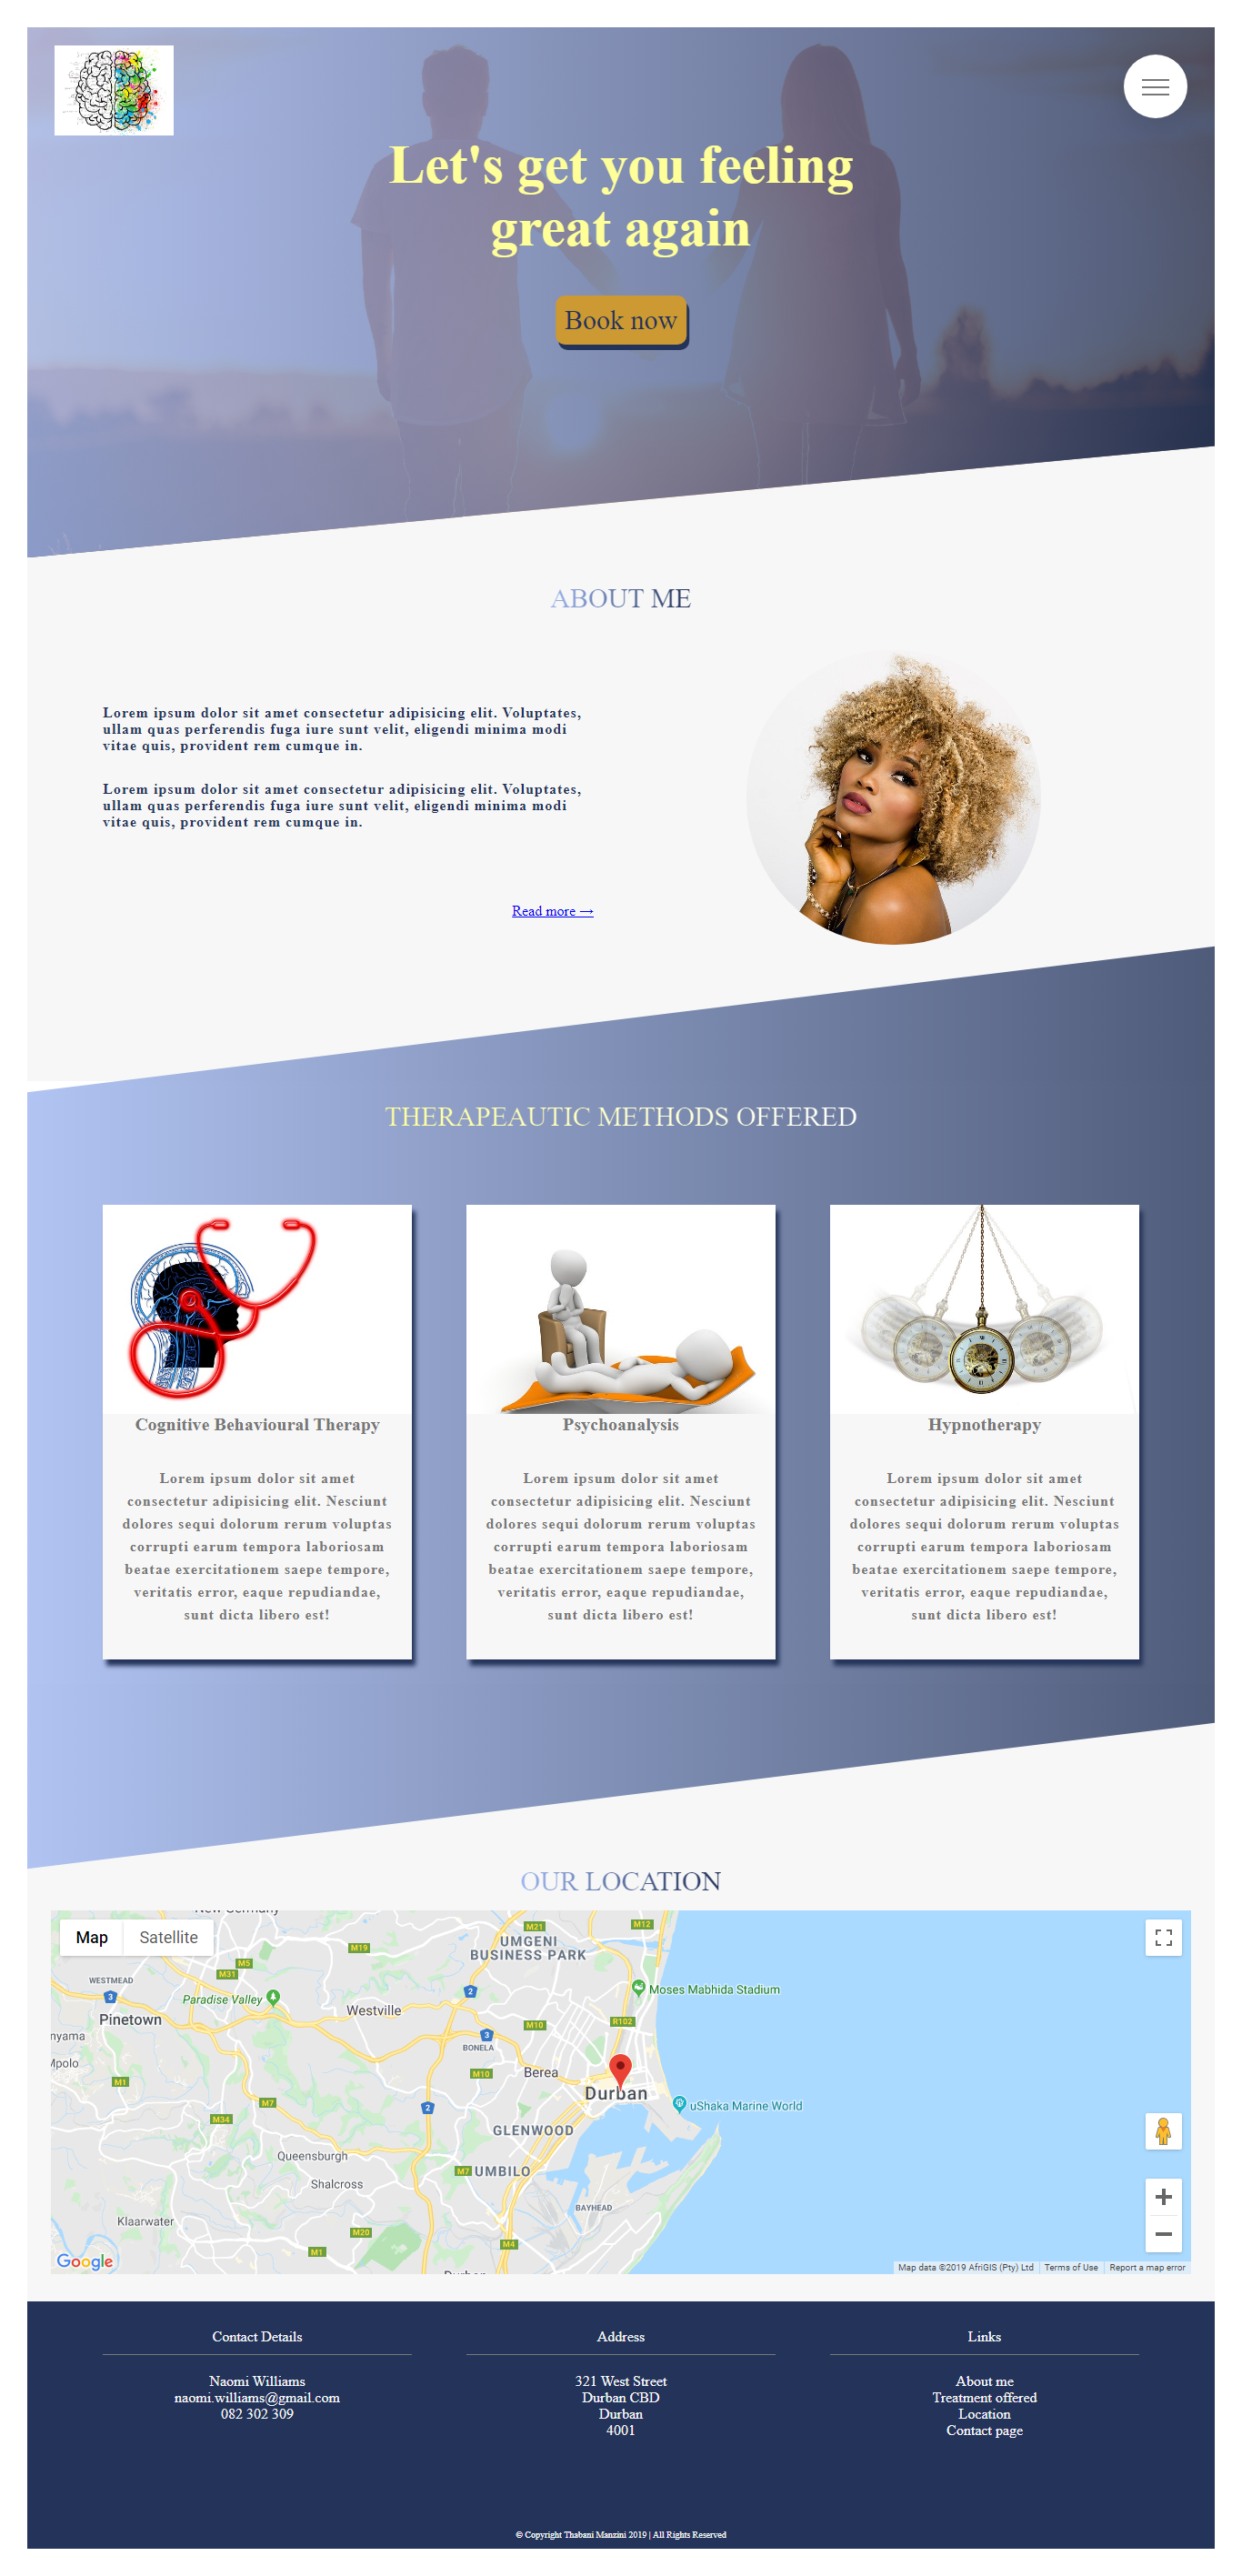 Let's get you feeling
great again
Book now
ABOUT ME
Lorem ipsum dolor sit amet consectetur adipisicing elit. Voluptates,
ullam quas perferendis fuga iure sunt velit, eligendi minima modi
vitae quis, provident rem cumque in.
Lorem ipsum dolor sit amet consectetur adipisicing elit. Voluptates,
ullam quas perferendis fuga iure sunt velit, eligendi minima modi
vitae quis, provident rem cumque in.
Read more →
THERAPEAUTIC METHODS OFFERED
Cognitive Behavioural Therapy
Lorem ipsum dolor sit amet
consectetur adipisicing elit. Nesciunt
dolores sequi dolorum rerum voluptas
corrupti earum tempora laboriosam
beatae exercitationem saepe tempore,
veritatis error, eaque repudiandae,
sunt dicta libero est!
Psychoanalysis
Lorem ipsum dolor sit amet
consectetur adipisicing elit. Nesciunt
dolores sequi dolorum rerum voluptas
corrupti earum tempora laboriosam
beatae exercitationem saepe tempore,
veritatis error, eaque repudiandae,
sunt dicta libero est!
Hypnotherapy
Lorem ipsum dolor sit amet
consectetur adipisicing elit. Nesciunt
dolores sequi dolorum rerum voluptas
corrupti earum tempora laboriosam
beatae exercitationem saepe tempore,
veritatis error, eaque repudiandae,
sunt dicta libero est!
OUR LOCATION
New Germany
Map Satellite
M21
M12
UMGENI
BUSINESS PARK
M19
M5
M31
WESTMEAD
3
Paradise Valley
2
Moses Mabhida Stadium
Westville
Pinetown
M10
R102
3
nyama
BONELA
Mpolo
M10
Berea
M1
Durban
M7
2
uShaka Marine World
M34
GLENWOOD
Queensburgh
M7
UMBILO
Shalcross
BAYHEAD
Klaarwater
M20
M4
M1
Google
Durban
Map data ©2019 AfriGIS (Pty) Ltd
Terms of Use
Report a map error
Contact Details
Naomi Williams
naomi.williams@gmail.com
082 302 309
Address
321 West Street
Durban CBD
Durban
4001
Links
About me
Treatment offered
Location
Contact page
© Copyright Thabani Manzini 2019 | All Rights Reserved